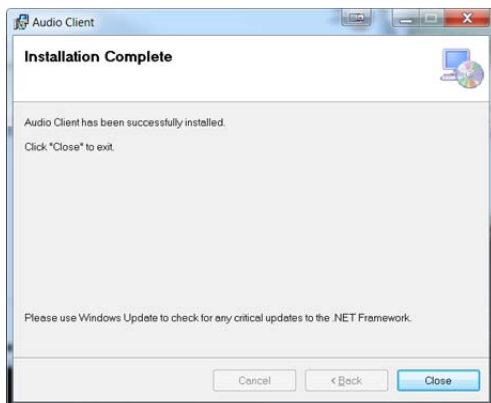 Audio Client
Installation Complete
Audio Client has been successfully installed.
Click "Close" to exit.
Please use Windows Update to check for any critical updates to the .NET Framework.
Cancel
< Back
Close